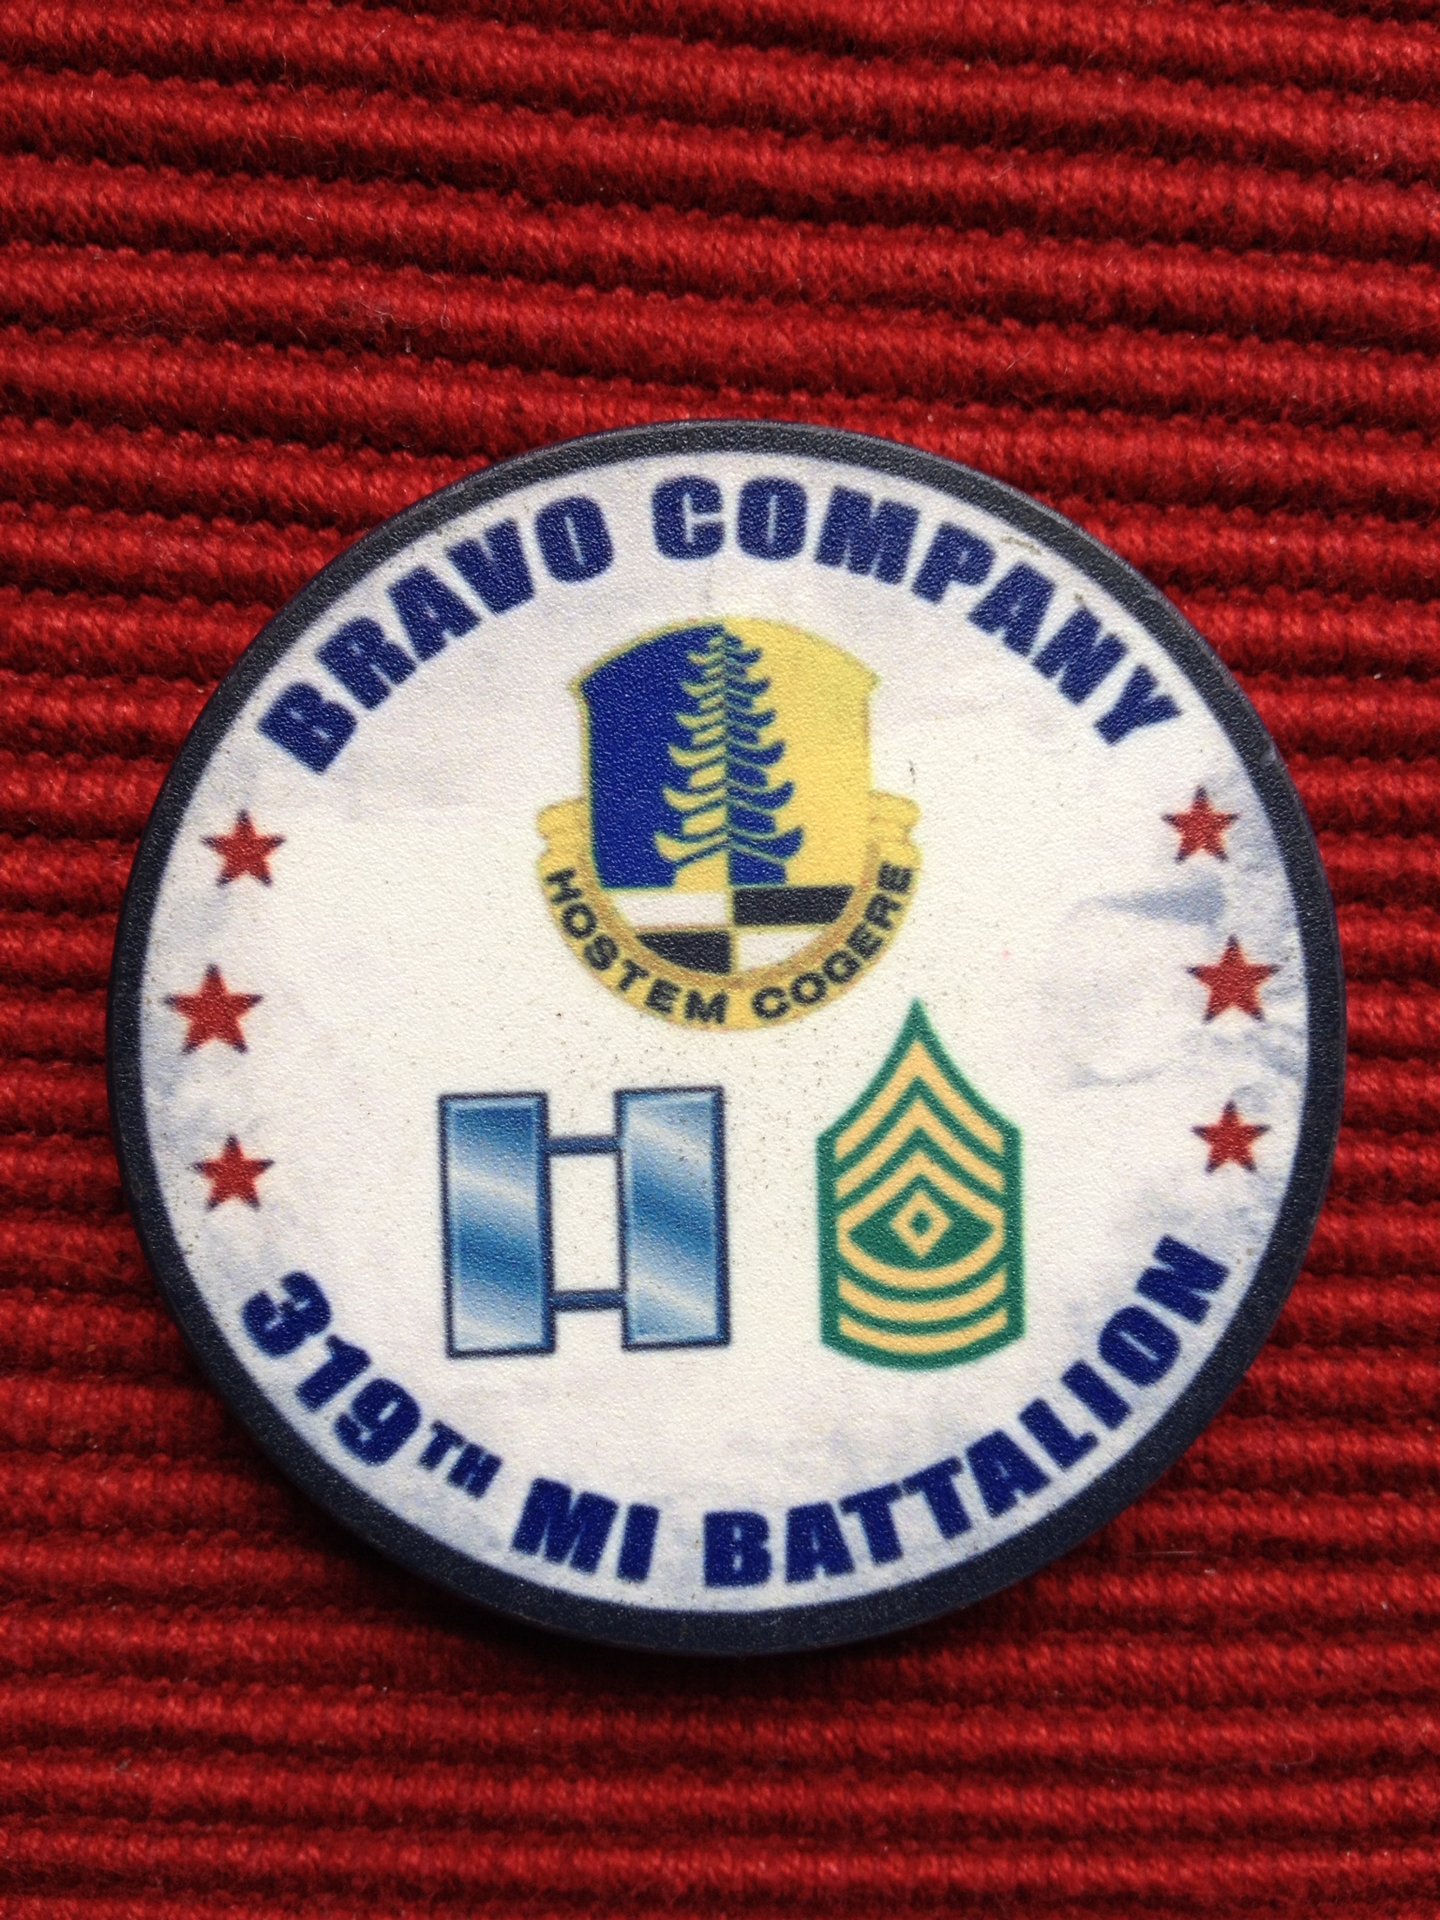 BRAVO COMPANY
HOSTEM COGERE
319TH MI BATTALION